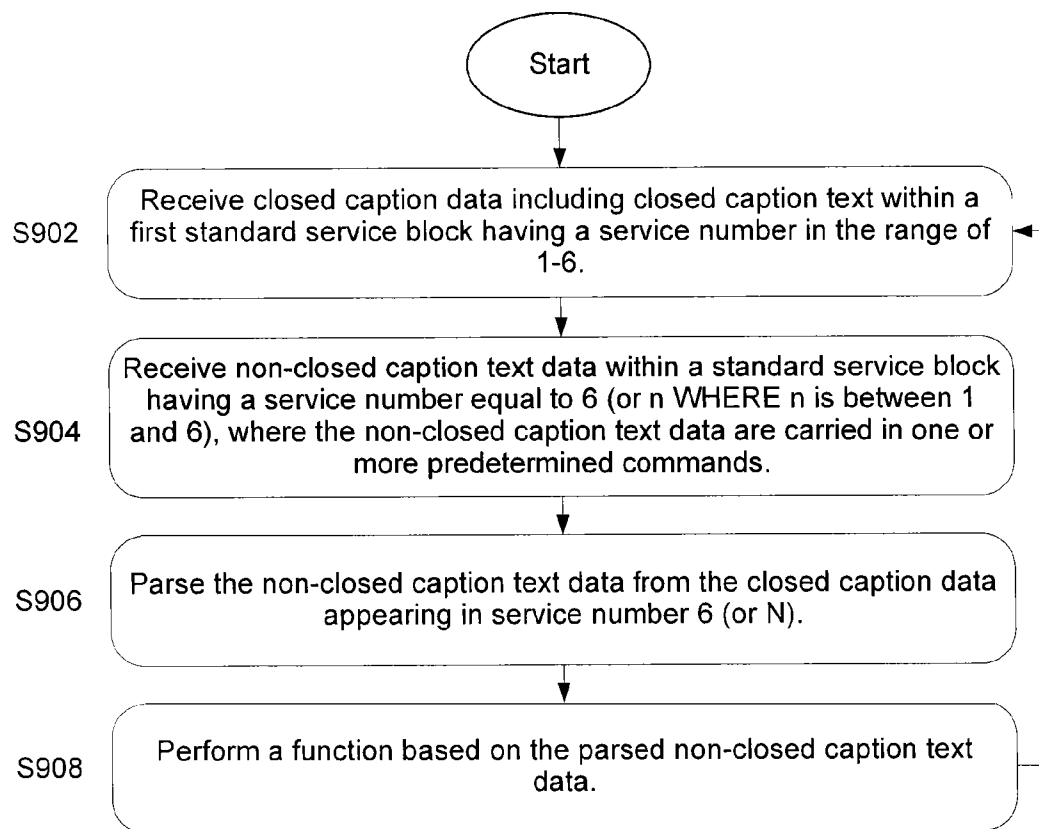 Start
S902
Receive closed caption data including closed caption text within a
first standard service block having a service number in the range of
1-6.
S904
Receive non-closed caption text data within a standard service block
having a service number equal to 6 (or n WHERE n is between 1
and 6), where the non-closed caption text data are carried in one or
more predetermined commands.
S906
Parse the non-closed caption text data from the closed caption data
appearing in service number 6 (or N).
S908
Perform a function based on the parsed non-closed caption text
data.